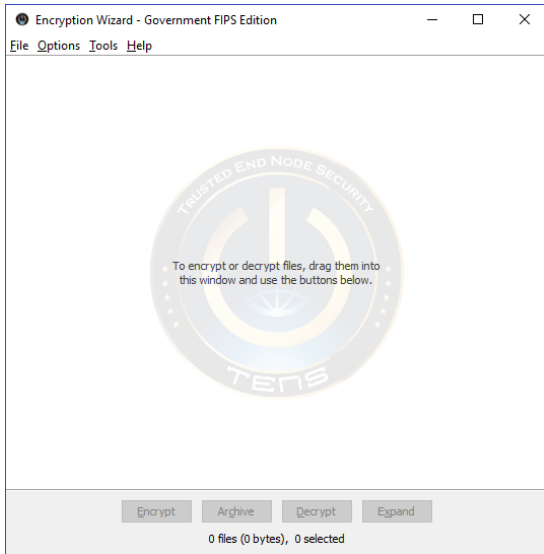 Encryption Wizard - Government FIPS Edition
File Options Tools Help
TRUSTED END NODE SECURITY
To encrypt or decrypt files, drag them into
this window and use the buttons below.
TENS
Encrypt Archive Decrypt Expand
0 files (0 bytes), 0 selected